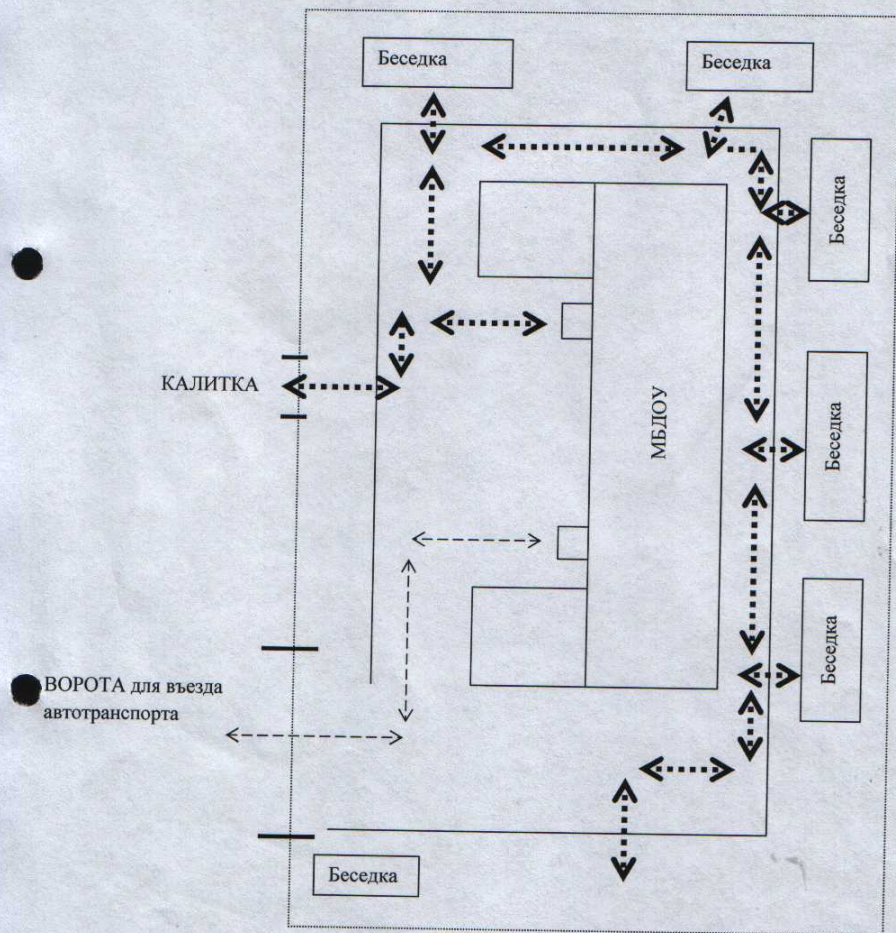 Беседка
Беседка
Беседка
КАЛИТКА
МБДОУ
Беседка
Беседка
ВОРОТА для въезда
автотранспорта
Беседка